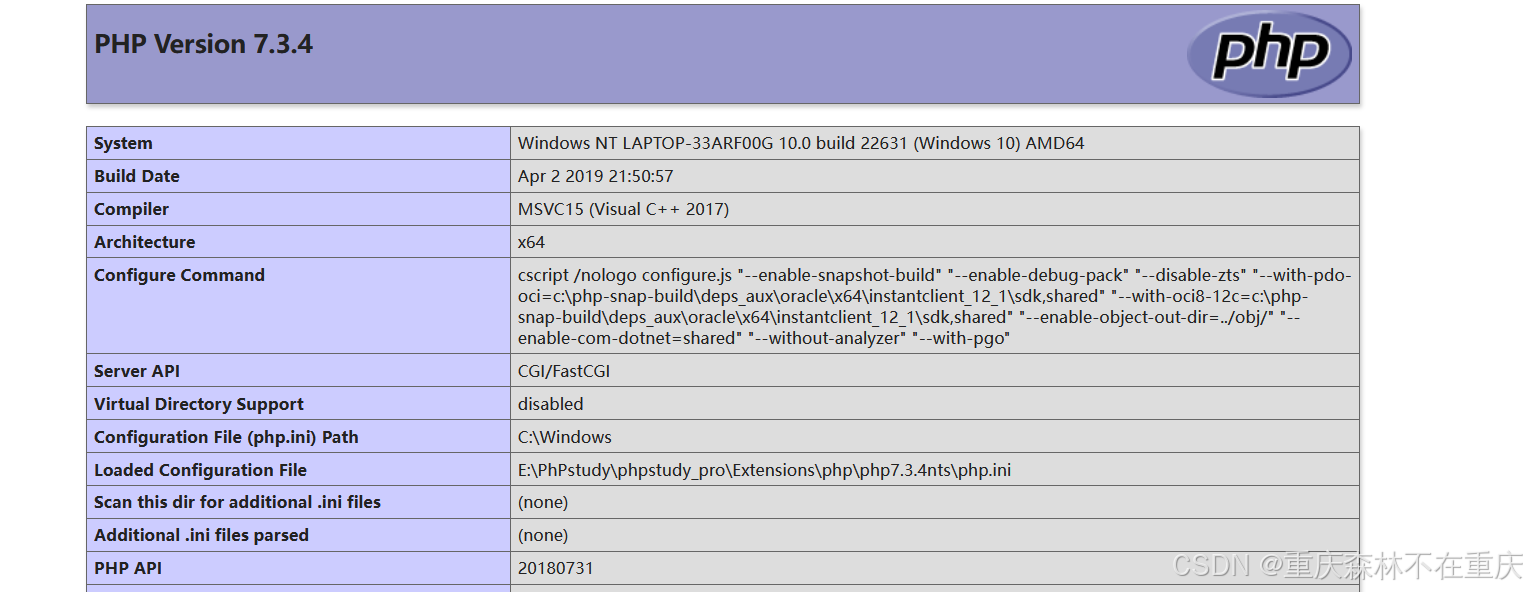 PHP Version 7.3.4
php
System Windows NT LAPTOP-33ARF00G 10.0 build 22631 (Windows 10) AMD64
Build Date Apr 2 2019 21:50:57
Compiler MSVC15 (Visual C++ 2017)
Architecture x64
Configure Command cscript /nologo configure.js "--enable-snapshot-build" "--enable-debug-pack" "--disable-zts" "--with-pdo-
oci=c:\php-snap-build\deps_aux\oracle\x64\instantclient_12_1\sdk,shared" "--with-oci8-12c=c:\php-
snap-build\deps_aux\oracle\x64\instantclient_12_1\sdk,shared" "--enable-object-out-dir=../obj/" "--
enable-com-dotnet=shared" "--without-analyzer" "--with-pgo"
Server API CGI/FastCGI
Virtual Directory Support disabled
Configuration File (php.ini) Path C:\Windows
Loaded Configuration File E:\PhPstudy\phpstudy_pro\Extensions\php\php7.3.4nts\php.ini
Scan this dir for additional .ini files (none)
Additional .ini files parsed (none)
PHP API 20180731
CSDN @重庆森林不在重庆